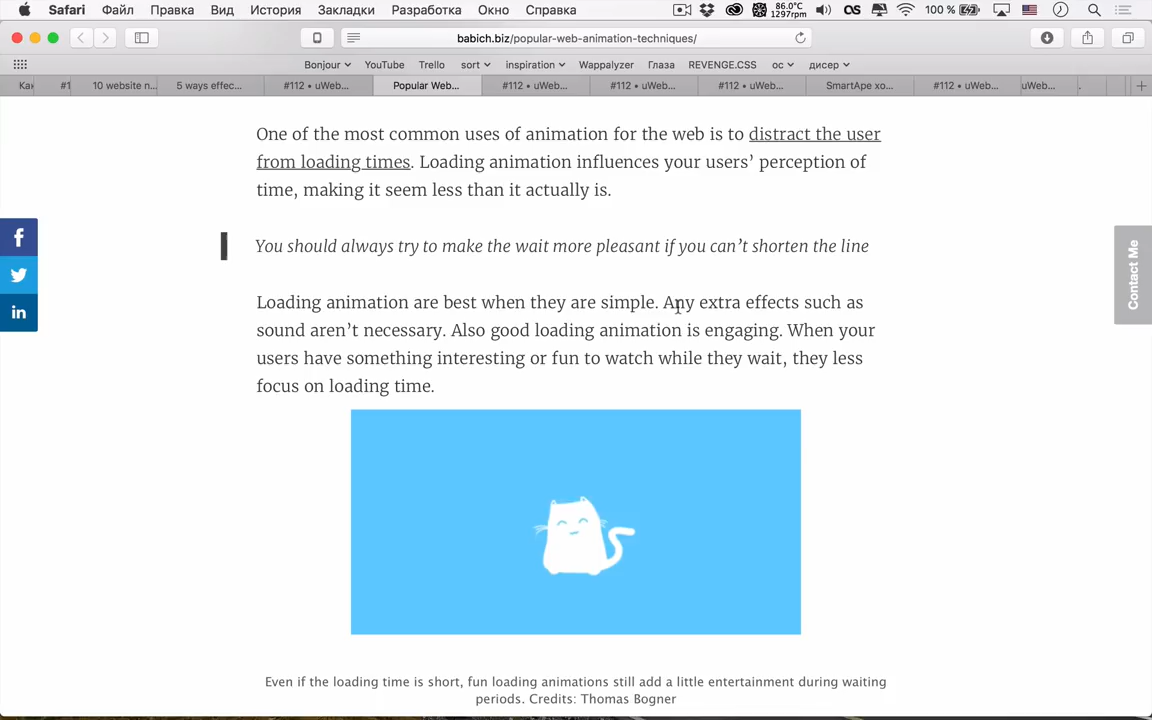 Safari Файл Правка Вид История Закладки Разработка Окно Справка 86.0°C 1297rpm 100 %
babich.biz/popular-web-animation-techniques/
Bonjour YouTube Trello sort inspiration Wappalyzer Глаза REVENGE.CSS ос дисер
Как #1 10 website n... 5 ways effec... #112 • uWeb... Popular Web... #112 • uWeb... #112 • uWeb... #112 • uWeb... SmartApe хо... #112 • uWeb... uWeb...
One of the most common uses of animation for the web is to distract the user
from loading times. Loading animation influences your users’ perception of
time, making it seem less than it actually is.
You should always try to make the wait more pleasant if you can’t shorten the line
Loading animation are best when they are simple. Any extra effects such as
sound aren’t necessary. Also good loading animation is engaging. When your
users have something interesting or fun to watch while they wait, they less
focus on loading time.
Contact Me
Even if the loading time is short, fun loading animations still add a little entertainment during waiting
periods. Credits: Thomas Bogner